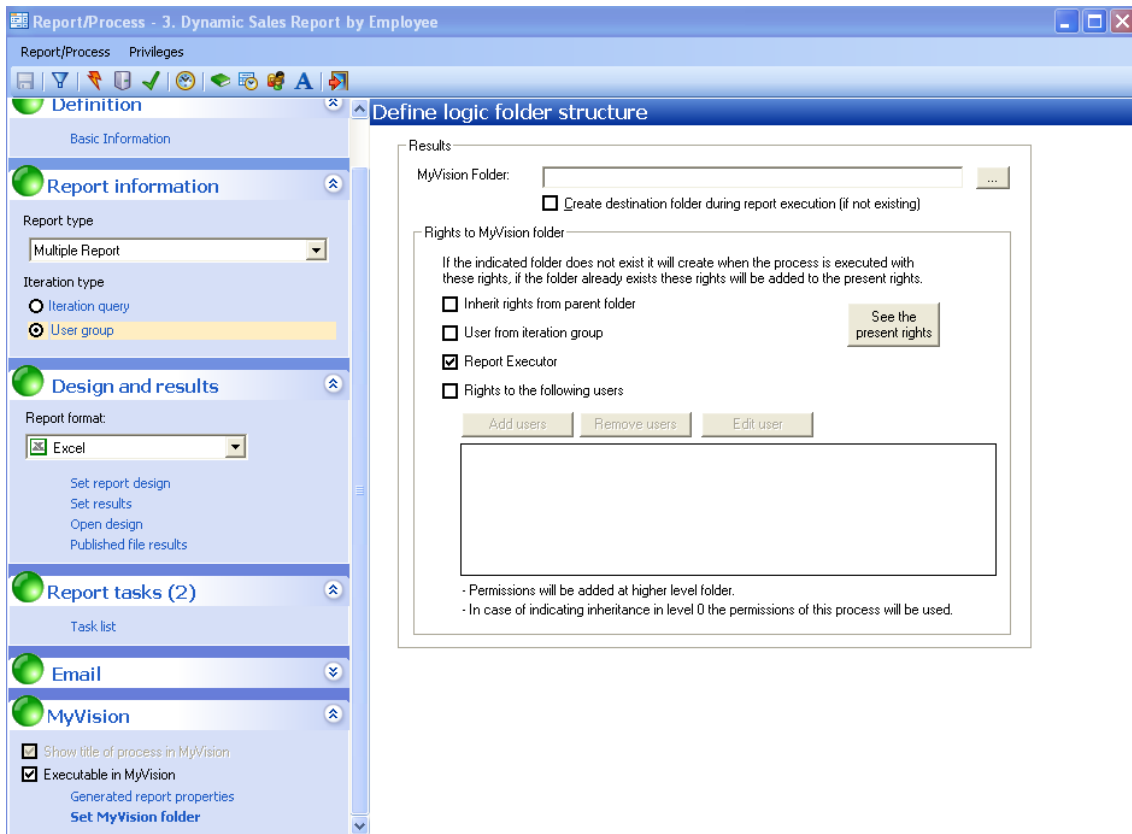 Report/Process - 3. Dynamic Sales Report by Employee
Report/Process Privileges
A
Definition
Basic Information
Report information
Report type
Multiple Report
Iteration type
Iteration query
User group
Design and results
Report format:
Excel
Set report design
Set results
Open design
Published file results
Report tasks (2)
Task list
Email
MyVision
Show title of process in MyVision
Executable in MyVision
Generated report properties
Set MyVision folder
Define logic folder structure
Results
MyVision Folder:
...
Create destination folder during report execution (if not existing)
Rights to MyVision folder
If the indicated folder does not exist it will create when the process is executed with
these rights, if the folder already exists these rights will be added to the present rights.
Inherit rights from parent folder
User from iteration group
See the
present rights
Report Executor
Rights to the following users
Add users Remove users Edit user
- Permissions will be added at higher level folder.
- In case of indicating inheritance in level 0 the permissions of this process will be used.